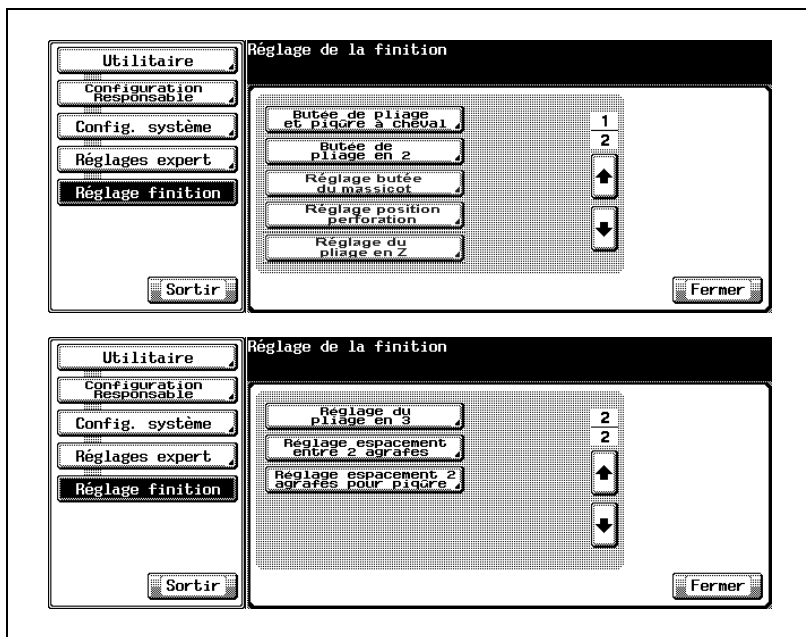 Réglage de la finition
Utilitaire
Configuration
Responsable
Config. système
Réglages expert
Réglage finition
Sortir
Butée de pliage
et piqûre à cheval
Butée de
pliage en 2
Réglage butée
du massicot
Réglage position
perforation
Réglage du
pliage en Z
1
2
Fermer
Réglage de la finition
Utilitaire
Configuration
Responsable
Config. système
Réglages expert
Réglage finition
Sortir
Réglage du
pliage en 3
Réglage espacement
entre 2 agrafes
Réglage espacement 2
agrafes pour piqûre
2
2
Fermer